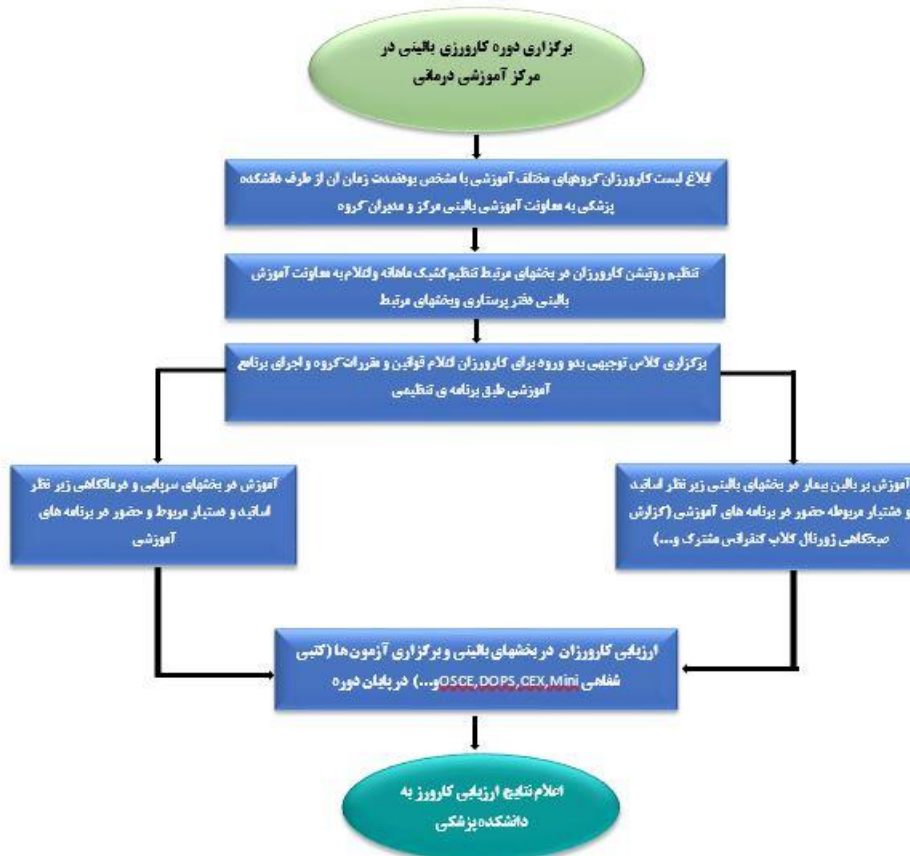 برگزاری دوره کارورزی بالینی در
مرکز آموزشی درمانی
ابلاغ لیست کارورزان گروههای مختلف آموزشی با مشخص بودنمدت زمان آن از طرف دانشکده
پزشکی به معاونت آموزشی بالینی مرکز و مدیران گروه
تنظیم روتیشن کارورزان در بخشهای مرتبط تنظیم کشیک ماهانه واعلام به معاونت آموزش
بالینی دفتر پرستاری وبخشهای مرتبط
برگزاری کلاس توجیهی بدو ورود برای کارورزان اعلام قوانین و مقررات گروه و اجرای برنامع
آموزشی طبق برنامه ی تنظیمی
آموزش بر بالین بیمار در بخشهای بالینی زیر نظر اساتید
و دستیار مربوطه حضور در برنامه های آموزشی (گزارش
صبحگاهی ژورنال کلاب کنفرانس مشترک و...)
آموزش در بخشهای سرپایی و درمانگاهی زیر نظر
اساتید و دستیار مربوط و حضور در برنامه های
آموزشی
ارزیابی کارورزان در بخشهای بالینی و برگزاری آزمون ها (کتبی
شفاهی OSCE,DOPS,CEX,Mini و...) در پایان دوره
اعلام نتایج ارزیابی کارورز به
دانشکده پزشکی